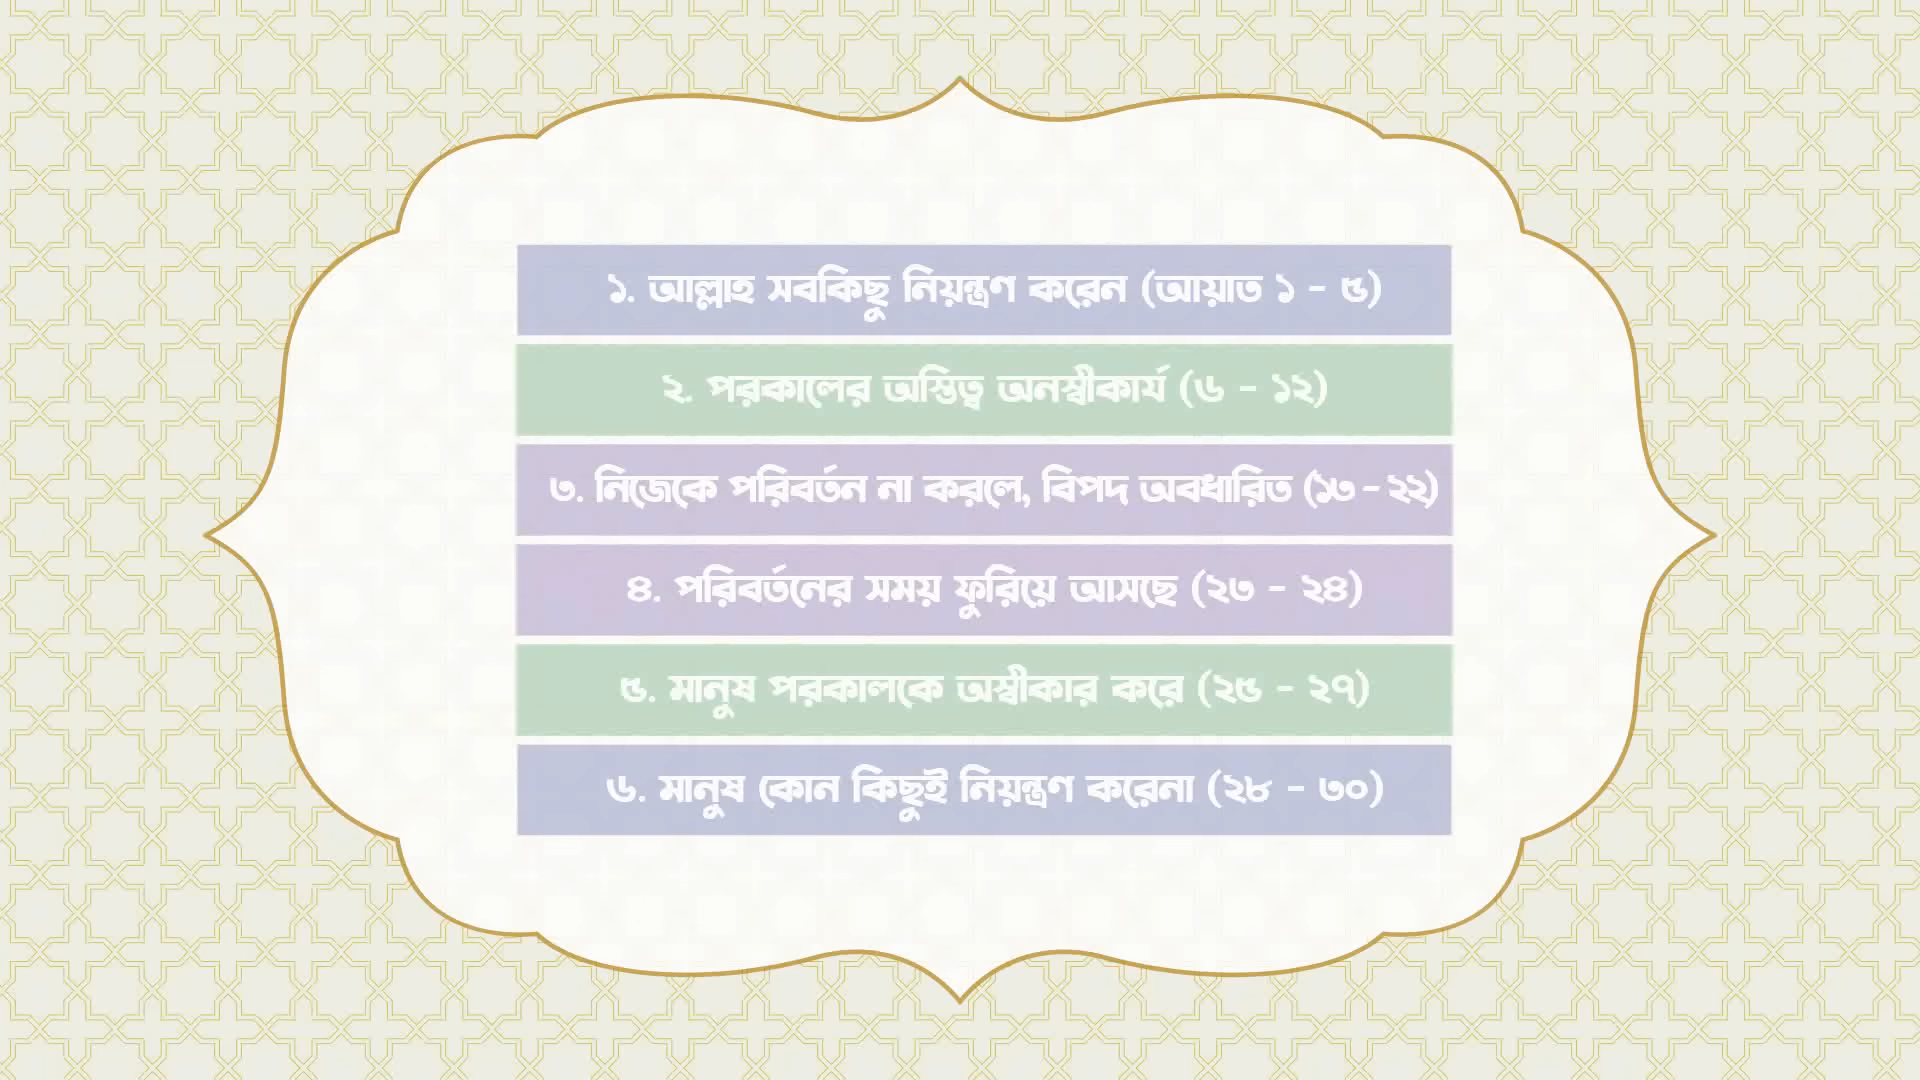 ১. আল্লাহ সবকিছু নিয়ন্ত্রণ করেন (আয়াত ১ - ৫)
২. পরকালের অস্তিত্ব অনস্বীকার্য (৬ - ১২)
৩. নিজেকে পরিবর্তন না করলে, বিপদ অবধারিত (১৩ - ২২)
৪. পরিবর্তনের সময় ফুরিয়ে আসছে (২৩ - ২৪)
৫. মানুষ পরকালকে অস্বীকার করে (২৫ - ২৭)
৬. মানুষ কোন কিছুই নিয়ন্ত্রণ করেনা (২৮ - ৩০)